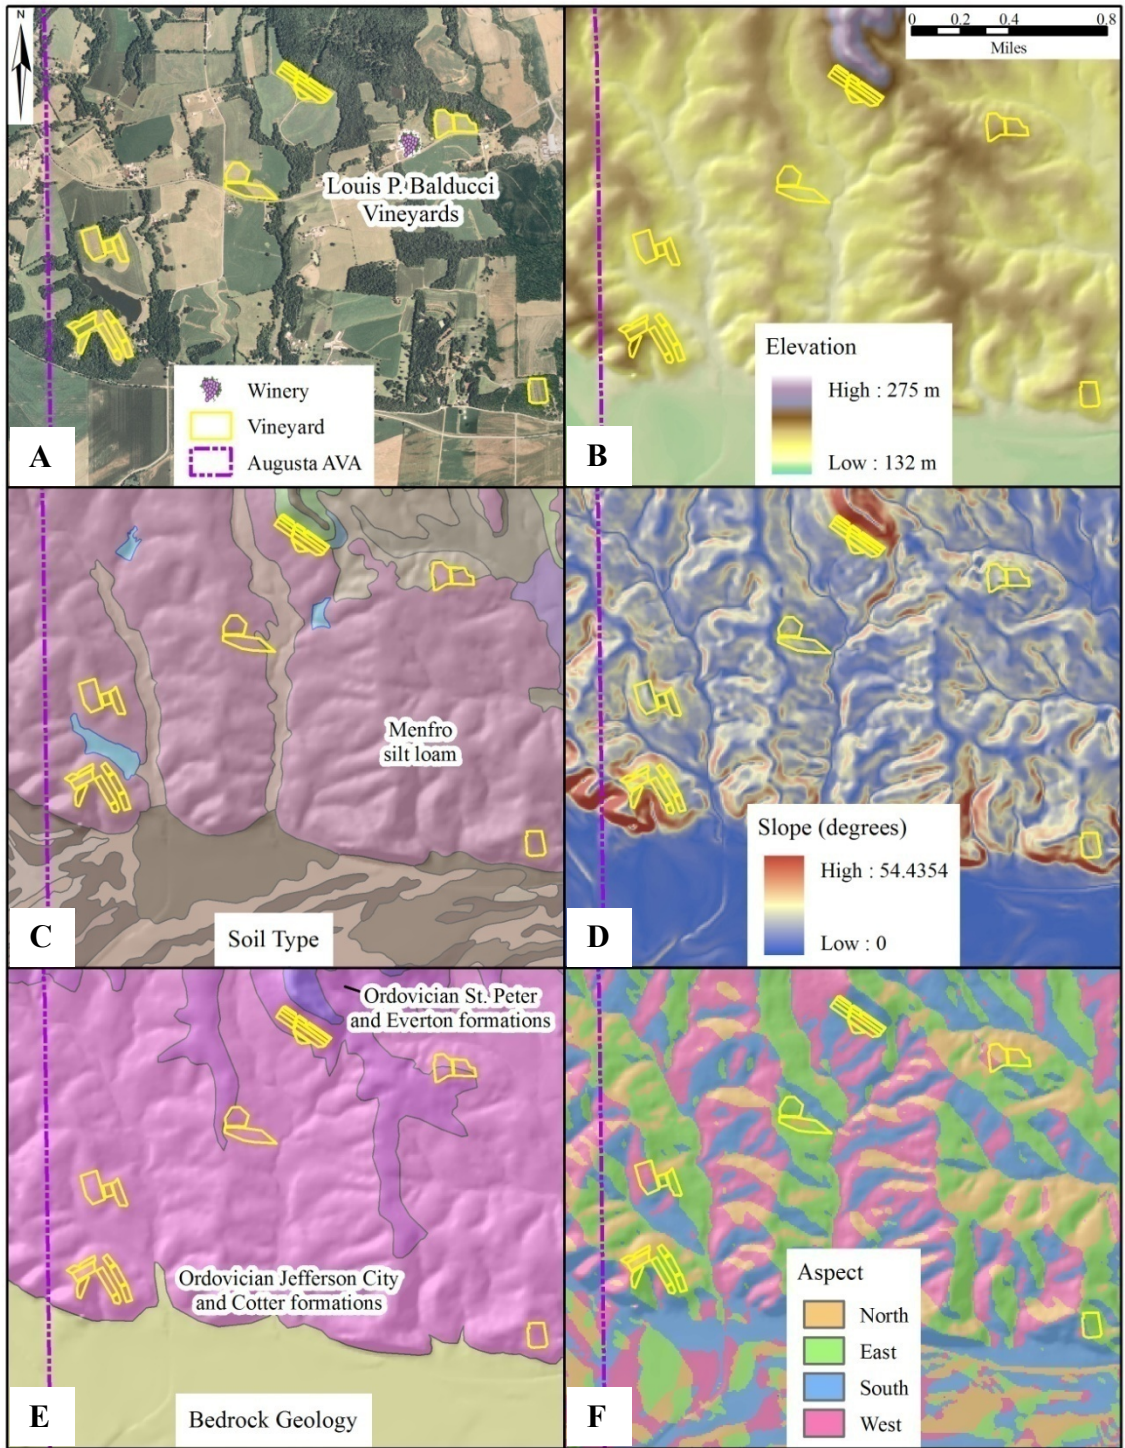 N
Louis P. Balducci
Vineyards
Winery
Vineyard
Augusta AVA
A
0 0.2 0.4 0.8
Miles
Elevation
High : 275 m
Low : 132 m
B
Menfro
silt loam
Soil Type
C
Slope (degrees)
High : 54.4354
Low : 0
D
Ordovician St. Peter
and Everton formations
Ordovician Jefferson City
and Cotter formations
Bedrock Geology
E
Aspect
North
East
South
West
F